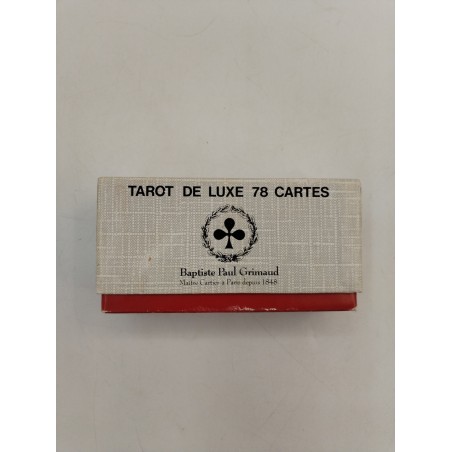 TAROT DE LUXE 78 CARTES
Baptiste Paul Grimaud
Maître Cartier à Paris depuis 1848